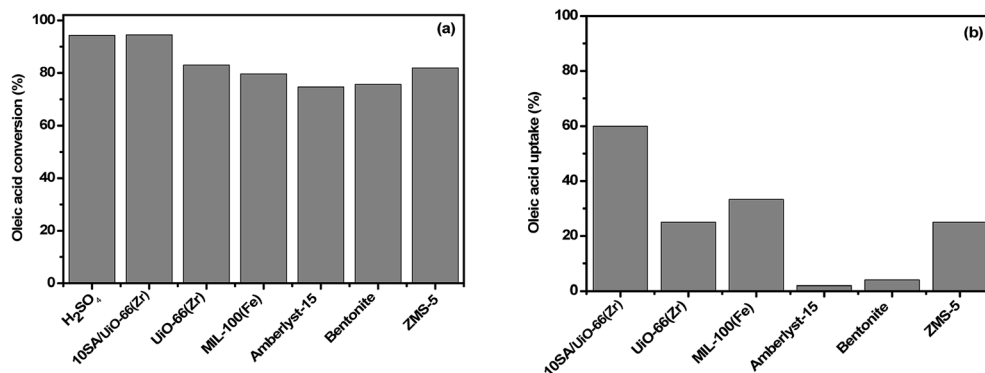 (a)
Oleic acid conversion (%)
100
80
60
40
20
0
H₂SO₄
10SA/UiO-66(Zr)
UiO-66(Zr)
MIL-100(Fe)
Amberlyst-15
Bentonite
ZMS-5
(b)
Oleic acid uptake (%)
100
80
60
40
20
0
10SA/UiO-66(Zr)
UiO-66(Zr)
MIL-100(Fe)
Amberlyst-15
Bentonite
ZMS-5